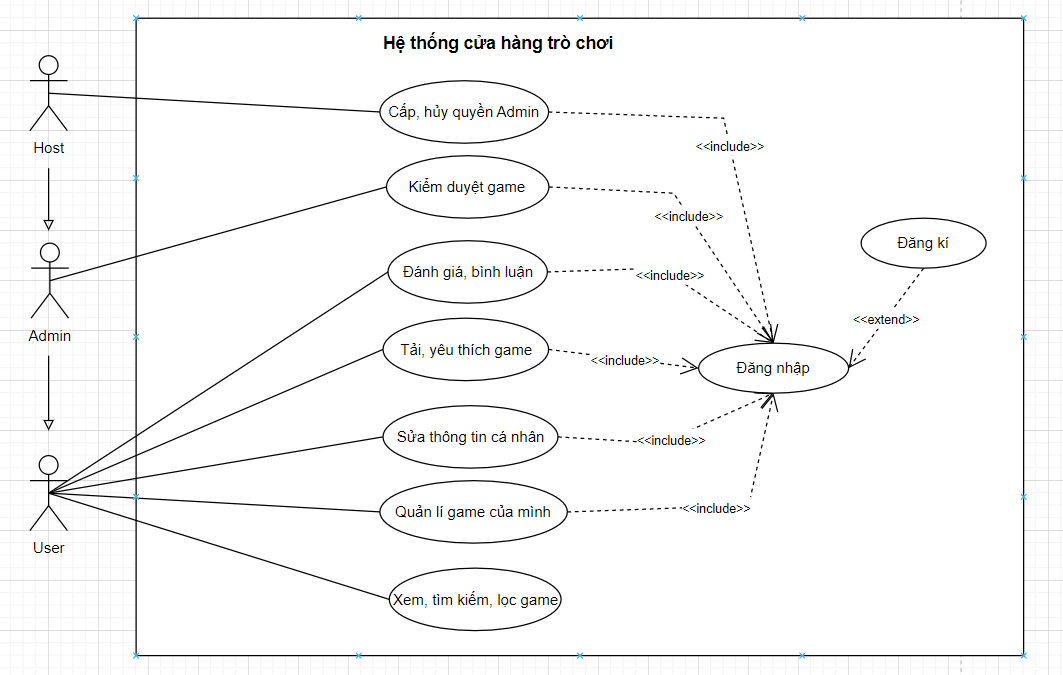 Hệ thống cửa hàng trò chơi
Host
Cấp, hủy quyền Admin
<<include>>
Kiểm duyệt game
<<include>>
Đăng kí
Đánh giá, bình luận
<<include>>
Admin
<<extend>>
Tải, yêu thích game
<<include>>
Đăng nhập
Sửa thông tin cá nhân
<<include>>
Quản lí game của mình
<<include>>
User
Xem, tìm kiếm, lọc game